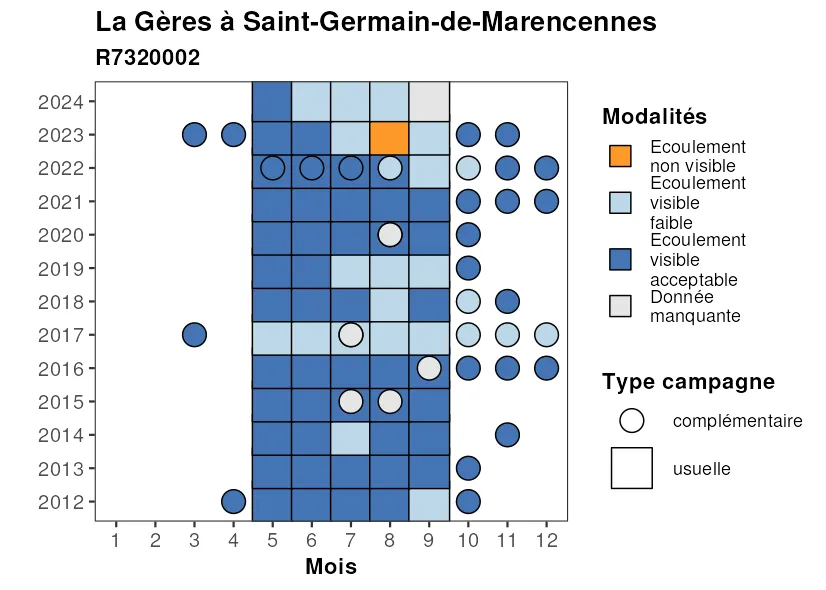 La Gères à Saint-Germain-de-Marencennes
R7320002
2024
2023
2022
2021
2020
2019
2018
2017
2016
2015
2014
2013
2012
1 2 3 4 5 6 7 8 9 10 11 12
Mois
Modalités
Ecoulement
non visible
Ecoulement
visible
faible
Ecoulement
visible
acceptable
Donnée
manquante
Type campagne
complémentaire
usuelle